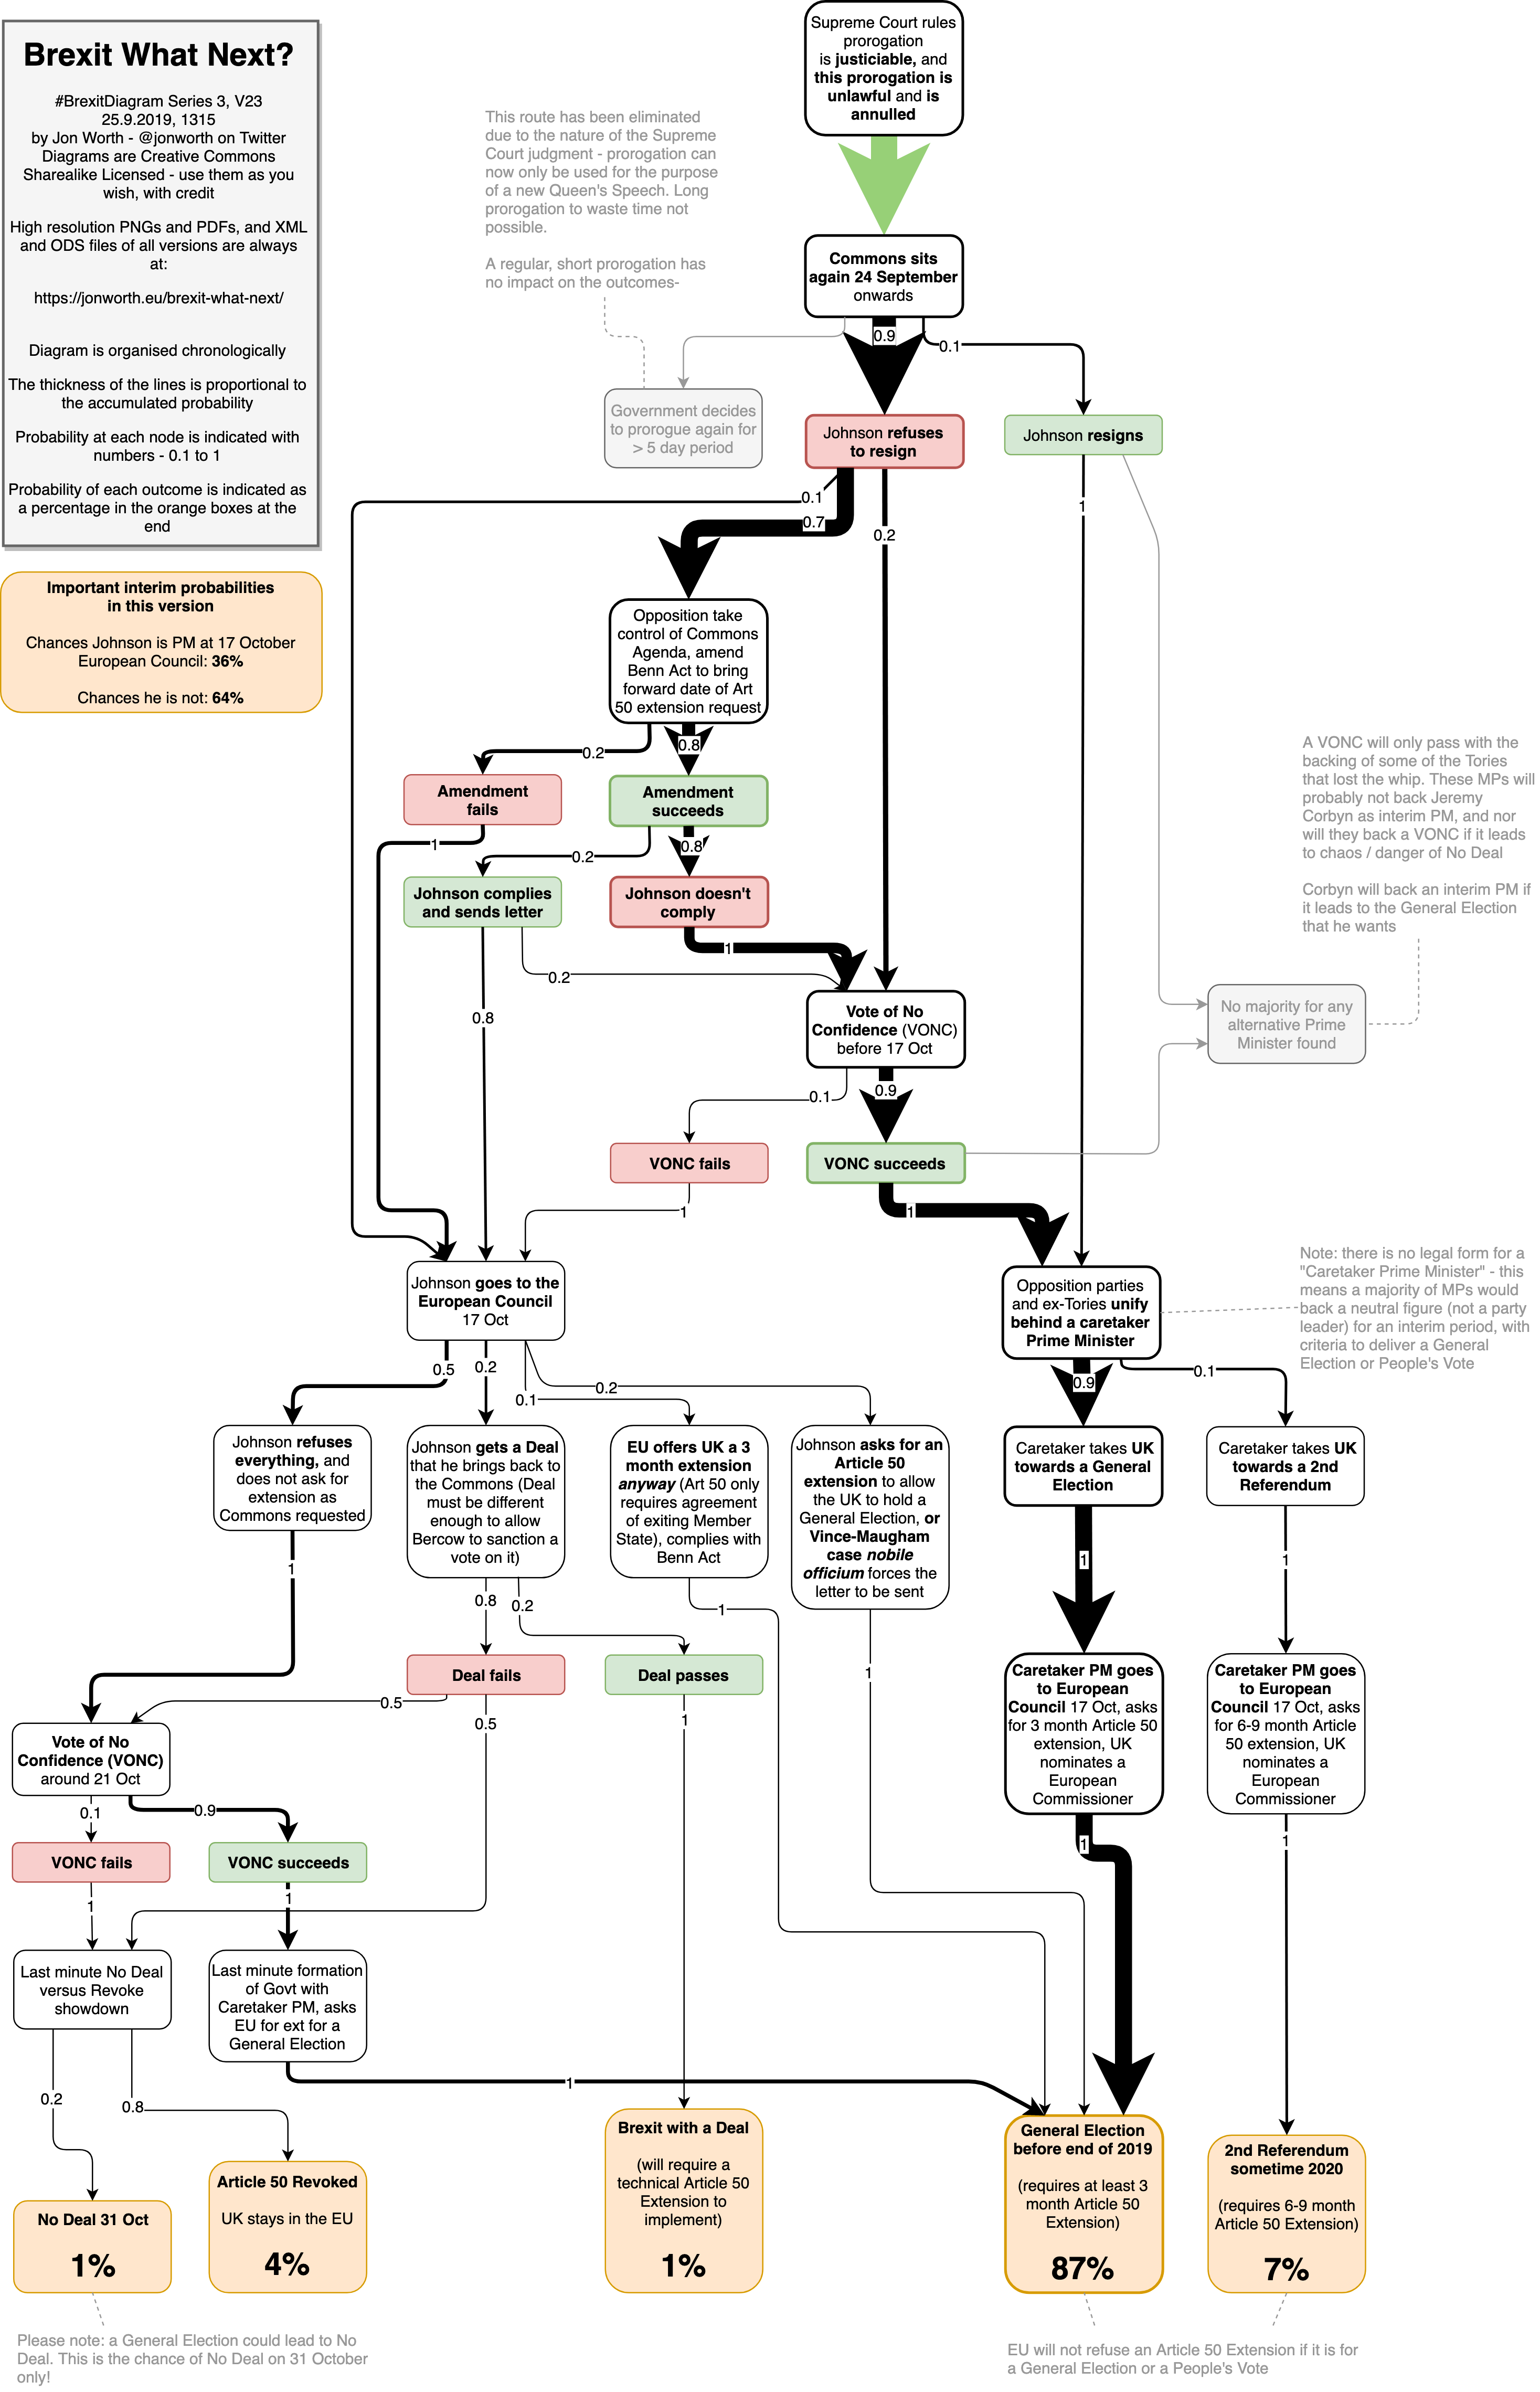 Brexit What Next?
#BrexitDiagram Series 3, V23
25.9.2019, 1315
by Jon Worth - @jonworth on Twitter
Diagrams are Creative Commons
Sharealike Licensed - use them as you
wish, with credit
High resolution PNGs and PDFs, and XML
and ODS files of all versions are always
at:
https://jonworth.eu/brexit-what-next/
Diagram is organised chronologically
The thickness of the lines is proportional to
the accumulated probability
Probability at each node is indicated with
numbers - 0.1 to 1
Probability of each outcome is indicated as
a percentage in the orange boxes at the
end
Important interim probabilities
in this version
Chances Johnson is PM at 17 October
European Council: 36%
Chances he is not: 64%
Supreme Court rules
prorogation
is justiciable, and
this prorogation is
unlawful and is
annulled
This route has been eliminated
due to the nature of the Supreme
Court judgment - prorogation can
now only be used for the purpose
of a new Queen's Speech. Long
prorogation to waste time not
possible.
A regular, short prorogation has
no impact on the outcomes-
Commons sits
again 24 September
onwards
0.9
0.1
Government decides
to prorogue again for
> 5 day period
Johnson refuses
to resign
Johnson resigns
0.1
0.7
0.2
1
Opposition take
control of Commons
Agenda, amend
Benn Act to bring
forward date of Art
50 extension request
0.2
0.8
Amendment
fails
Amendment
succeeds
1
0.2
0.8
Johnson complies
and sends letter
Johnson doesn't
comply
1
0.2
0.8
A VONC will only pass with the
backing of some of the Tories
that lost the whip. These MPs will
probably not back Jeremy
Corbyn as interim PM, and nor
will they back a VONC if it leads
to chaos / danger of No Deal
Corbyn will back an interim PM if
it leads to the General Election
that he wants
Vote of No
Confidence (VONC)
before 17 Oct
No majority for any
alternative Prime
Minister found
0.1
0.9
VONC fails
VONC succeeds
1
1
Johnson goes to the
European Council
17 Oct
Opposition parties
and ex-Tories unify
behind a caretaker
Prime Minister
Note: there is no legal form for a
"Caretaker Prime Minister" - this
means a majority of MPs would
back a neutral figure (not a party
leader) for an interim period, with
criteria to deliver a General
Election or People's Vote
0.5
0.2
0.1
0.2
0.9
0.1
Johnson refuses
everything, and
does not ask for
extension as
Commons requested
Johnson gets a Deal
that he brings back to
the Commons (Deal
must be different
enough to allow
Bercow to sanction a
vote on it)
EU offers UK a 3
month extension
anyway (Art 50 only
requires agreement
of exiting Member
State), complies with
Benn Act
Johnson asks for an
Article 50
extension to allow
the UK to hold a
General Election, or
Vince-Maugham
case nobile
officium forces the
letter to be sent
Caretaker takes UK
towards a General
Election
Caretaker takes UK
towards a 2nd
Referendum
1
0.8
0.2
1
1
1
1
Deal fails
Deal passes
0.5
0.5
1
Caretaker PM goes
to European
Council 17 Oct, asks
for 3 month Article 50
extension, UK
nominates a
European
Commissioner
Caretaker PM goes
to European
Council 17 Oct, asks
for 6-9 month Article
50 extension, UK
nominates a
European
Commissioner
Vote of No
Confidence (VONC)
around 21 Oct
0.1
0.9
1
1
VONC fails
VONC succeeds
1
1
Last minute No Deal
versus Revoke
showdown
Last minute formation
of Govt with
Caretaker PM, asks
EU for ext for a
General Election
0.2
0.8
1
No Deal 31 Oct
1%
Article 50 Revoked
UK stays in the EU
4%
Brexit with a Deal
(will require a
technical Article 50
Extension to
implement)
1%
General Election
before end of 2019
(requires at least 3
month Article 50
Extension)
87%
2nd Referendum
sometime 2020
(requires 6-9 month
Article 50 Extension)
7%
Please note: a General Election could lead to No
Deal. This is the chance of No Deal on 31 October
only!
EU will not refuse an Article 50 Extension if it is for
a General Election or a People's Vote